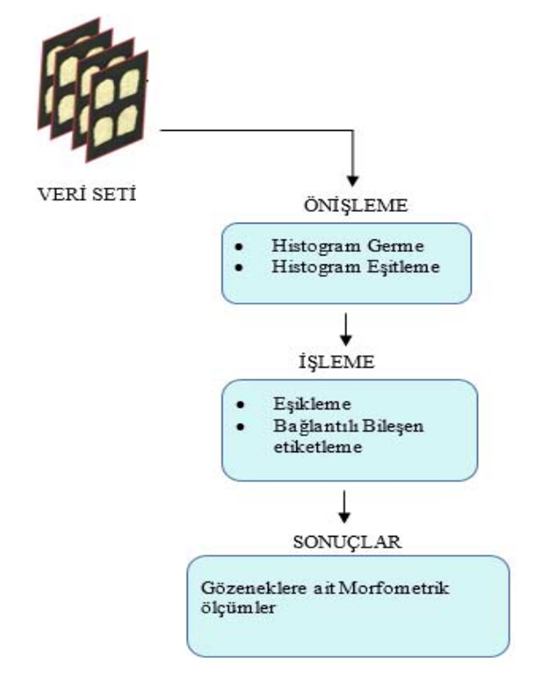 VERİ SETİ
ÖNİŞLEME
• Histogram Germe
• Histogram Eşitleme
İŞLEME
• Eşikleme
• Bağlantılı Bileşen
etiketleme
SONUÇLAR
Gözeneklere ait Morfometrik
ölçümler